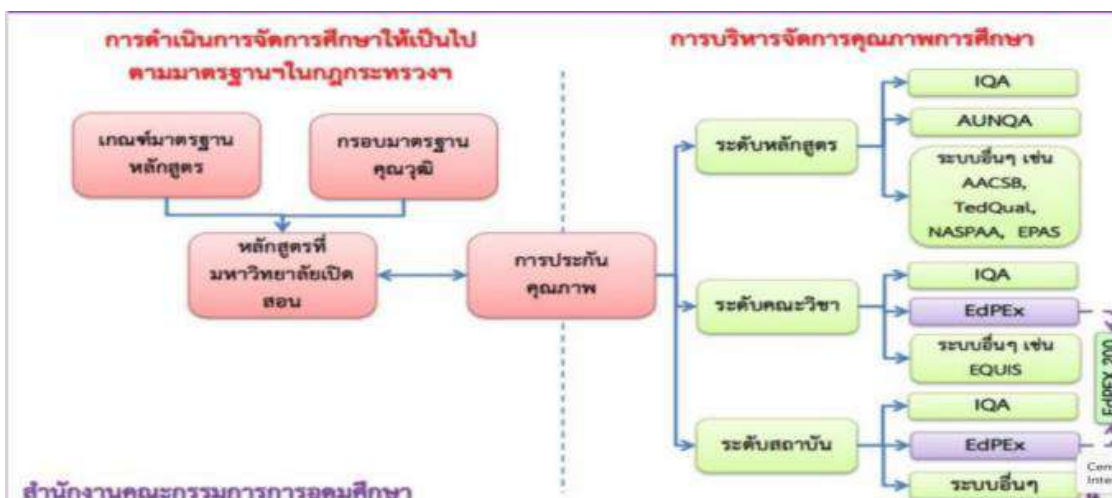 การดำเนินการจัดการศึกษาให้เป็นไป
ตามมาตรฐานฯในกฎกระทรวงฯ
เกณฑ์มาตรฐาน
หลักสูตร
กรอบมาตรฐาน
คุณวุฒิ
หลักสูตรที่
มหาวิทยาลัยเปิด
สอน
การประกัน
คุณภาพ
การบริหารจัดการคุณภาพการศึกษา
ระดับหลักสูตร
IQA
AUNQA
ระบบอื่นๆ เช่น
AACSB,
TedQual,
NASPAA, EPAS
ระดับคณะวิชา
IQA
EdPEx
ระบบอื่นๆ เช่น
EQUIS
ระดับสถาบัน
IQA
EdPEx
ระบบอื่นๆ
EdPEX 200
สำนักงานคณะกรรมการการอุดมศึกษา